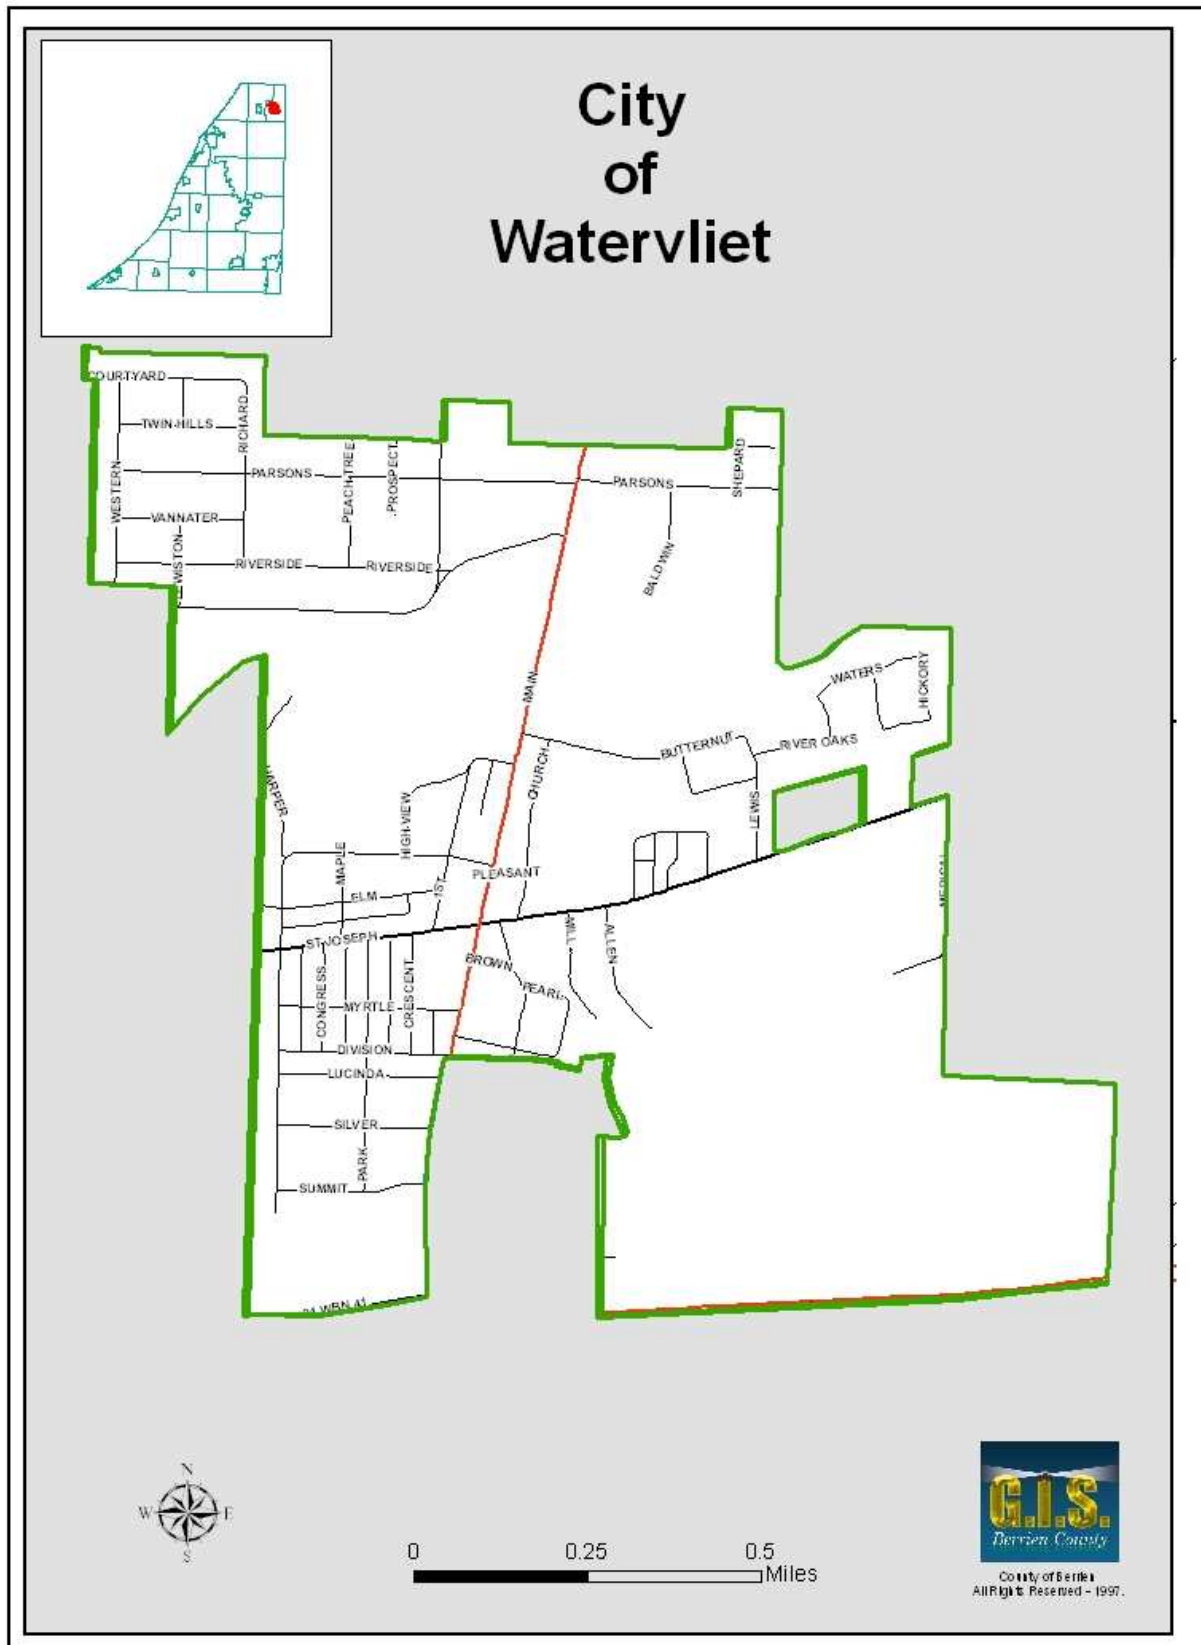 City
of
Watervliet
COURTYARD
TWIN HILLS
RICHARD
WESTERN
PARSONS
PEACH TREE
PROSPECT
PARSONS
SHEPARD
VANNATER
RIVERSIDE
RIVERSIDE
BALDWIN
MAIN
WATERS
HICKORY
BUTTERNUT
RIVER OAKS
CHURCH
HARPER
HIGH VIEW
LEWIS
MAPLE
PLEASANT
ELM
1ST
ST JOSEPH
MILL
ALLEN
BROWN
PEARL
CONGRESS
MYRTLE
CRESCENT
DIVISION
LUCINDA
SILVER
PARK
SUMMIT
N
W
E
S
0 0.25 0.5
Miles
G.I.S.
Berrien County
County of Berrien
All Rights Reserved - 1997.